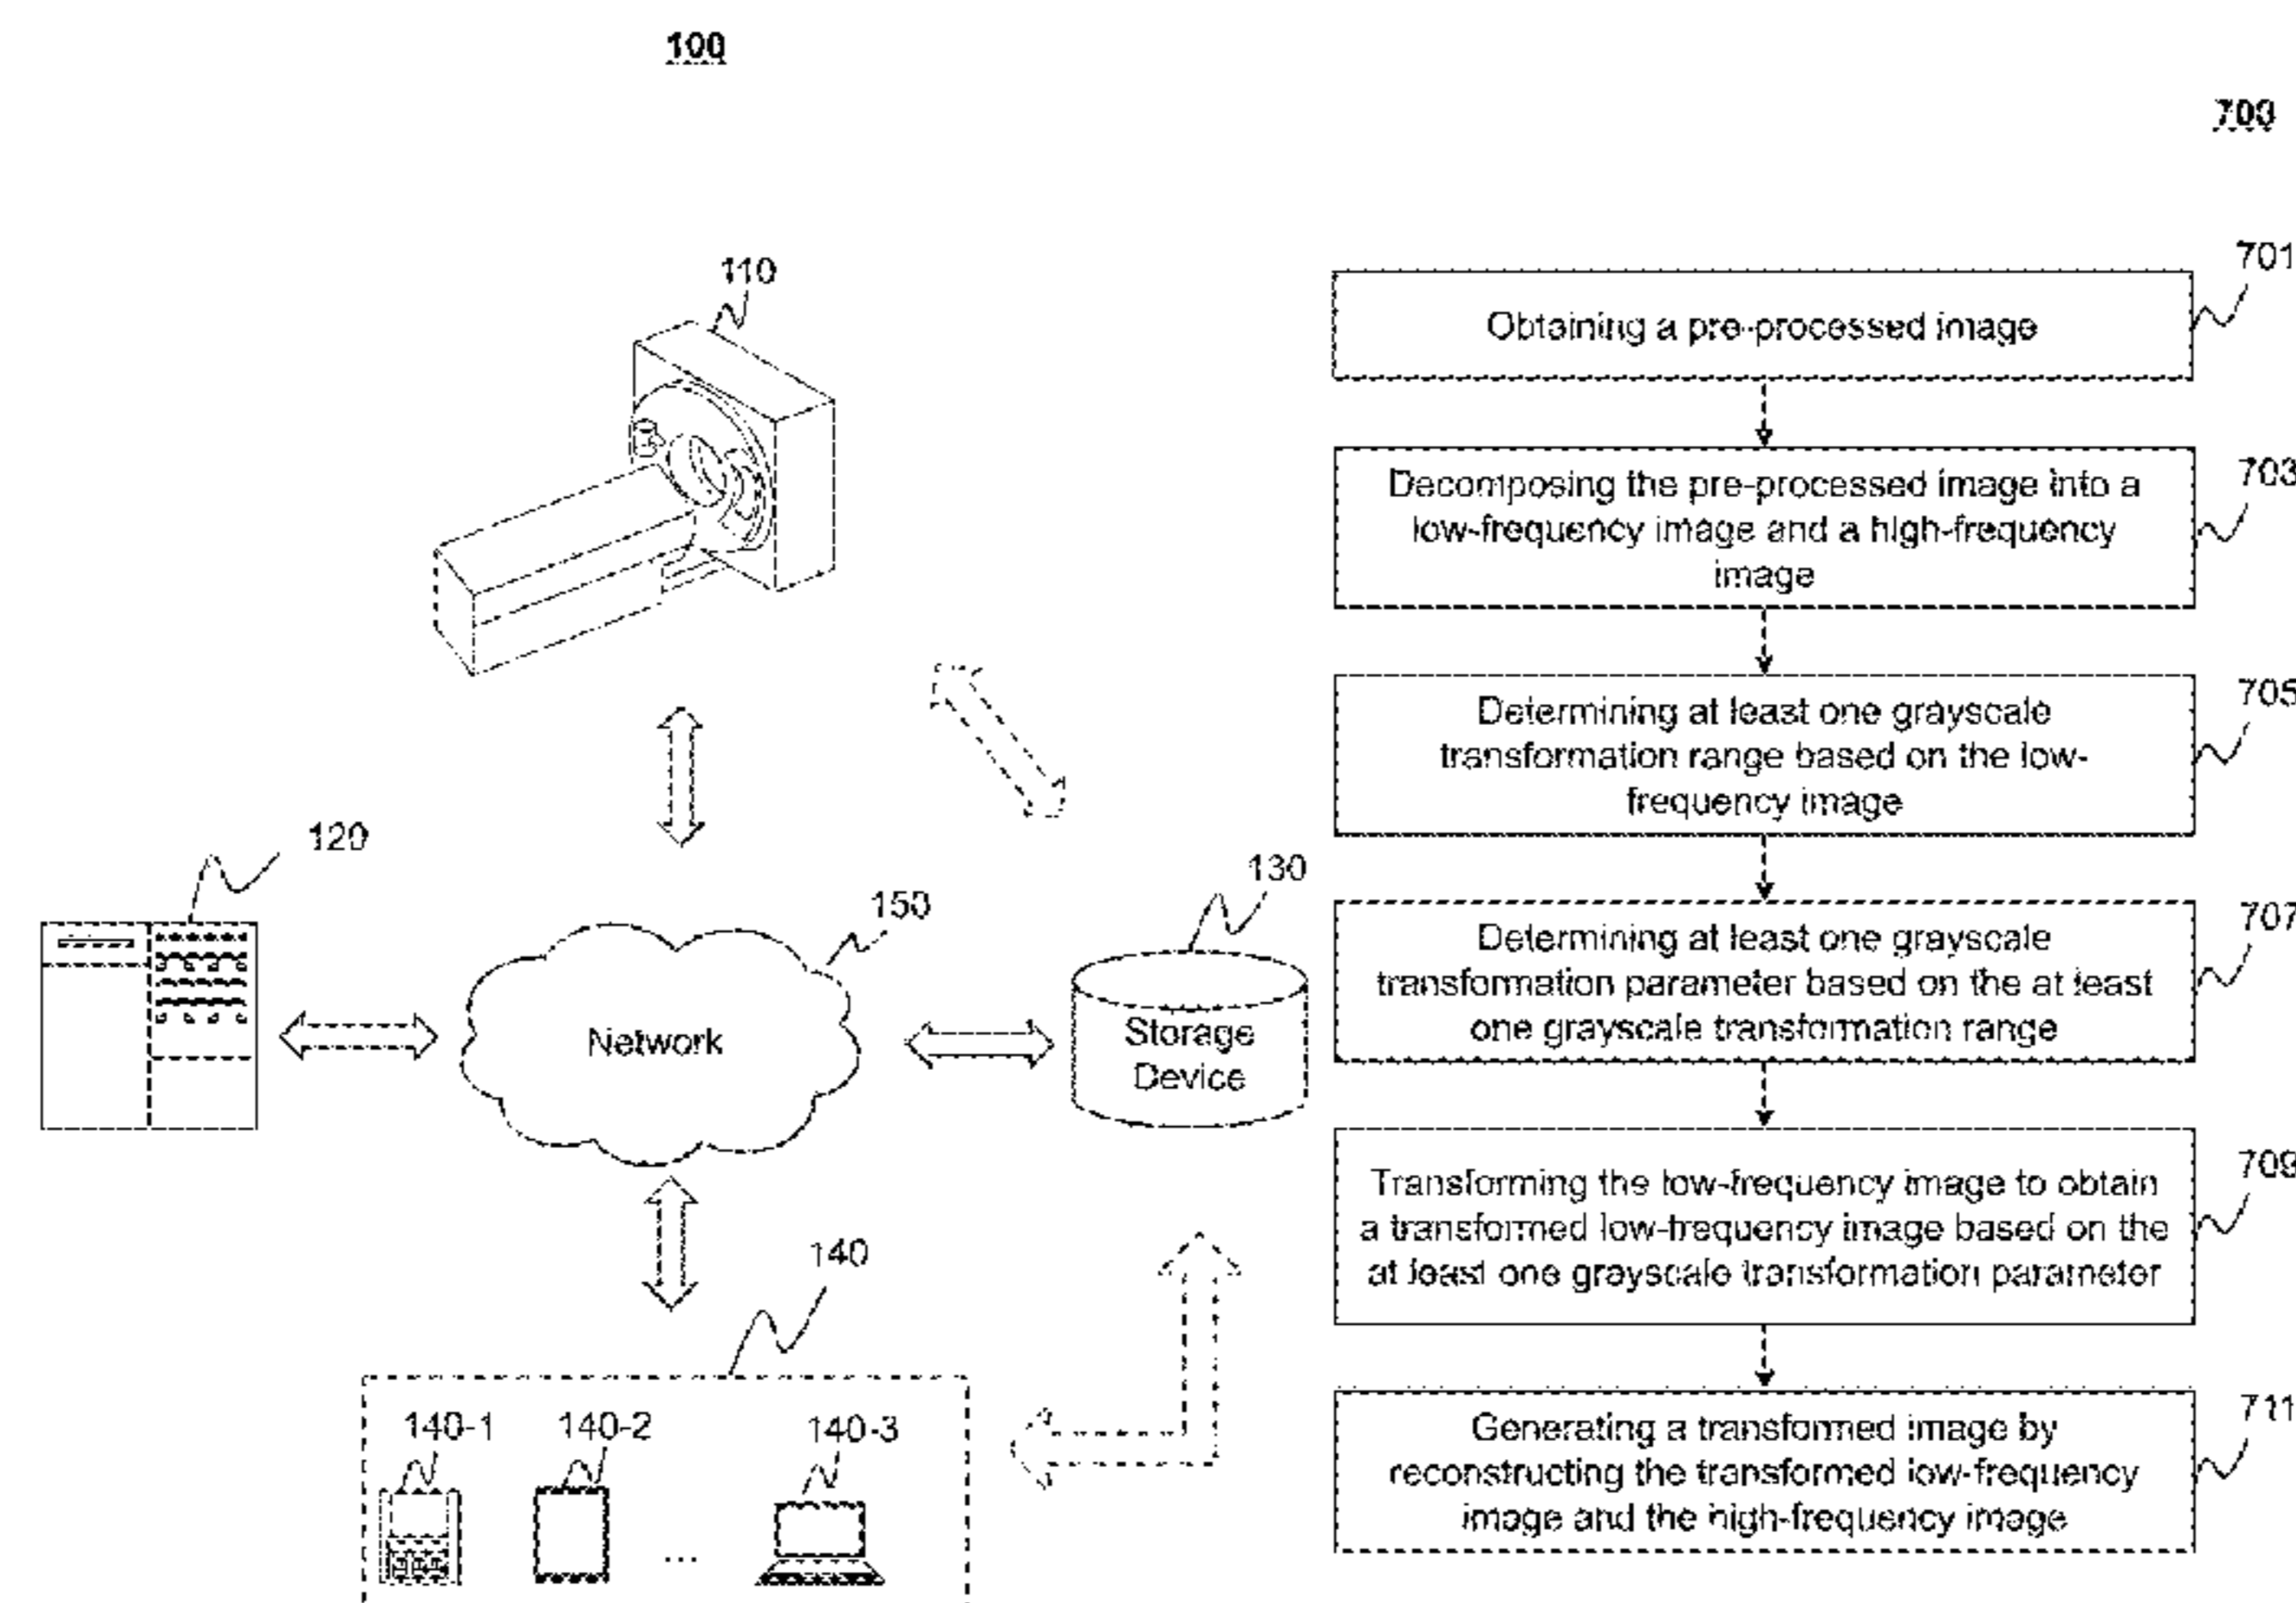 100
110
120
150
130
Network
Storage
Device
140
140-1
140-2
140-3
...
700
701
Obtaining a pre-processed image
703
Decomposing the pre-processed image into a
low-frequency image and a high-frequency
image
705
Determining at least one grayscale
transformation range based on the low-
frequency image
707
Determining at least one grayscale
transformation parameter based on the at least
one grayscale transformation range
709
Transforming the low-frequency image to obtain
a transformed low-frequency image based on the
at least one grayscale transformation parameter
711
Generating a transformed image by
reconstructing the transformed low-frequency
image and the high-frequency image